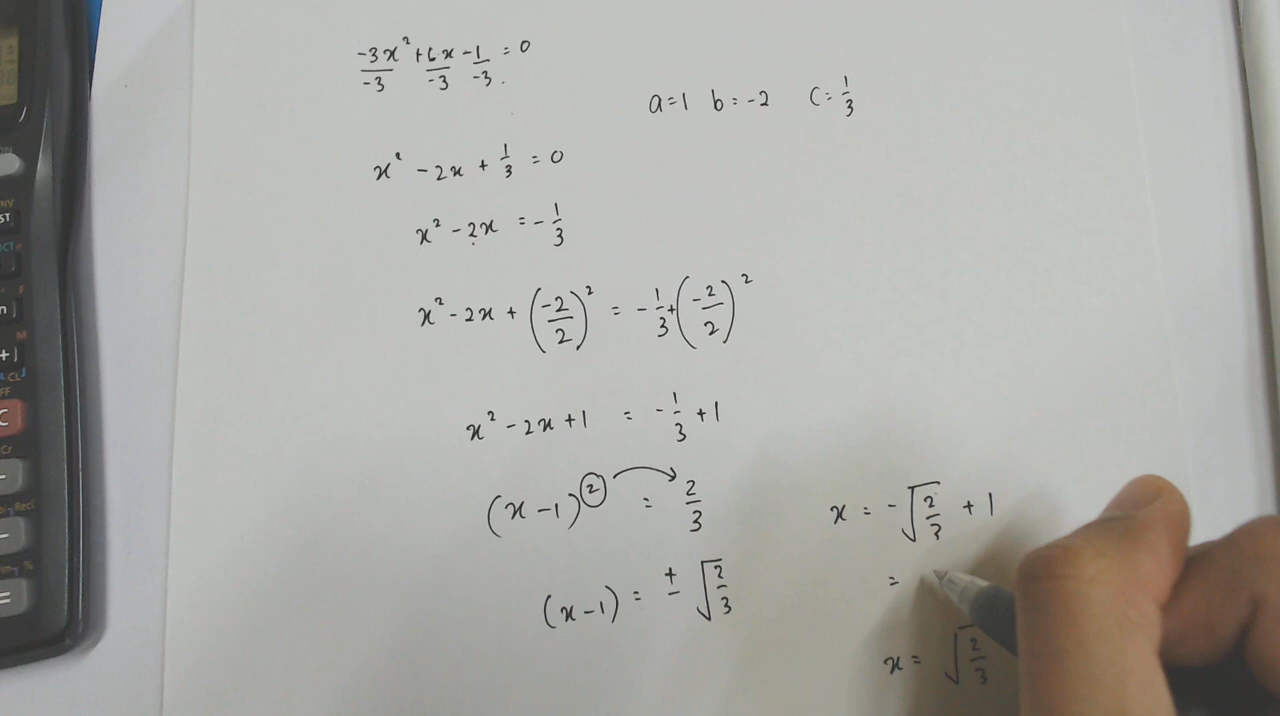 -3x² +6x -1 = 0
-3 -3 -3
a=1 b=-2 c=1/3
x² - 2x + 1/3 = 0
x² - 2x = -1/3
x² - 2x + (-2/2)² = -1/3 + (-2/2)²
x² - 2x + 1 = -1/3 + 1
(x-1)² = 2/3
(x-1) = ± √2/3
x = -√2/3 + 1
=
x = √2/3